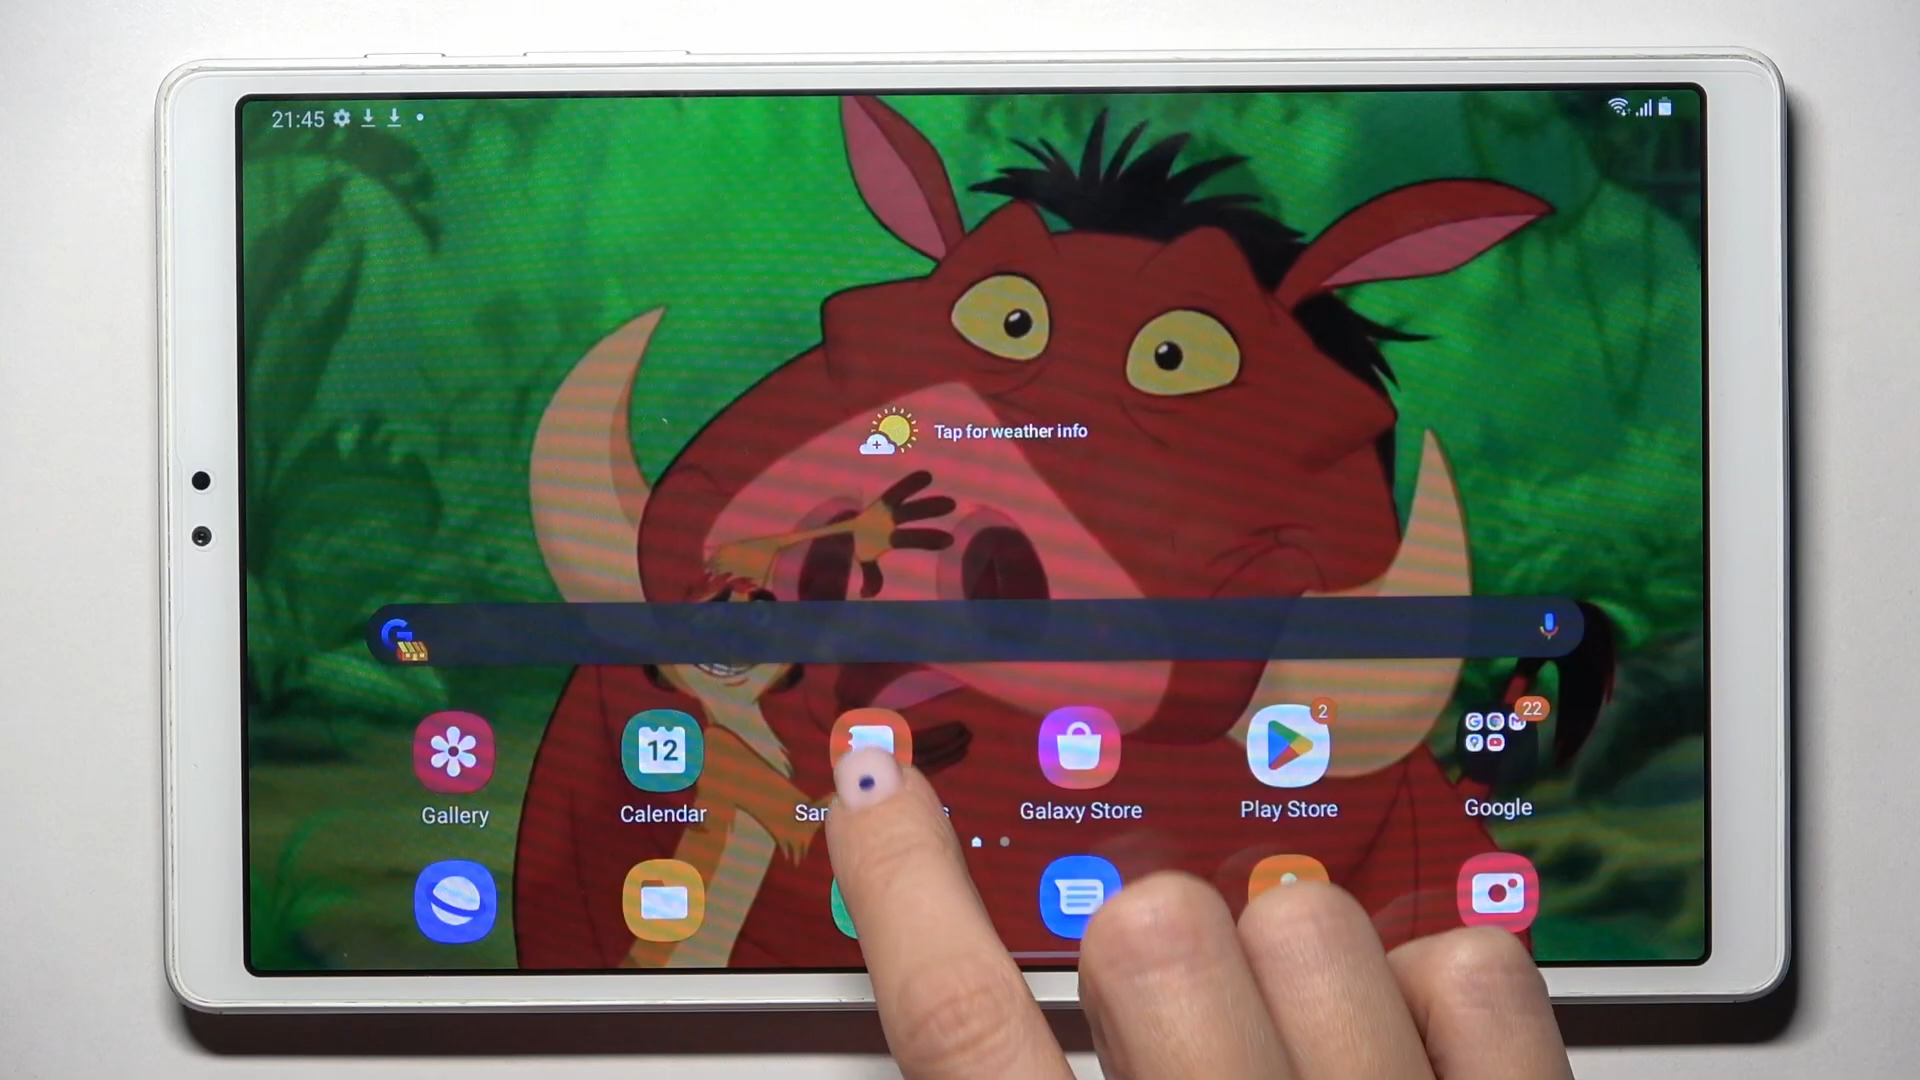 21:45
Tap for weather info
2
22
12
Gallery
Calendar
Galaxy Store
Play Store
Google